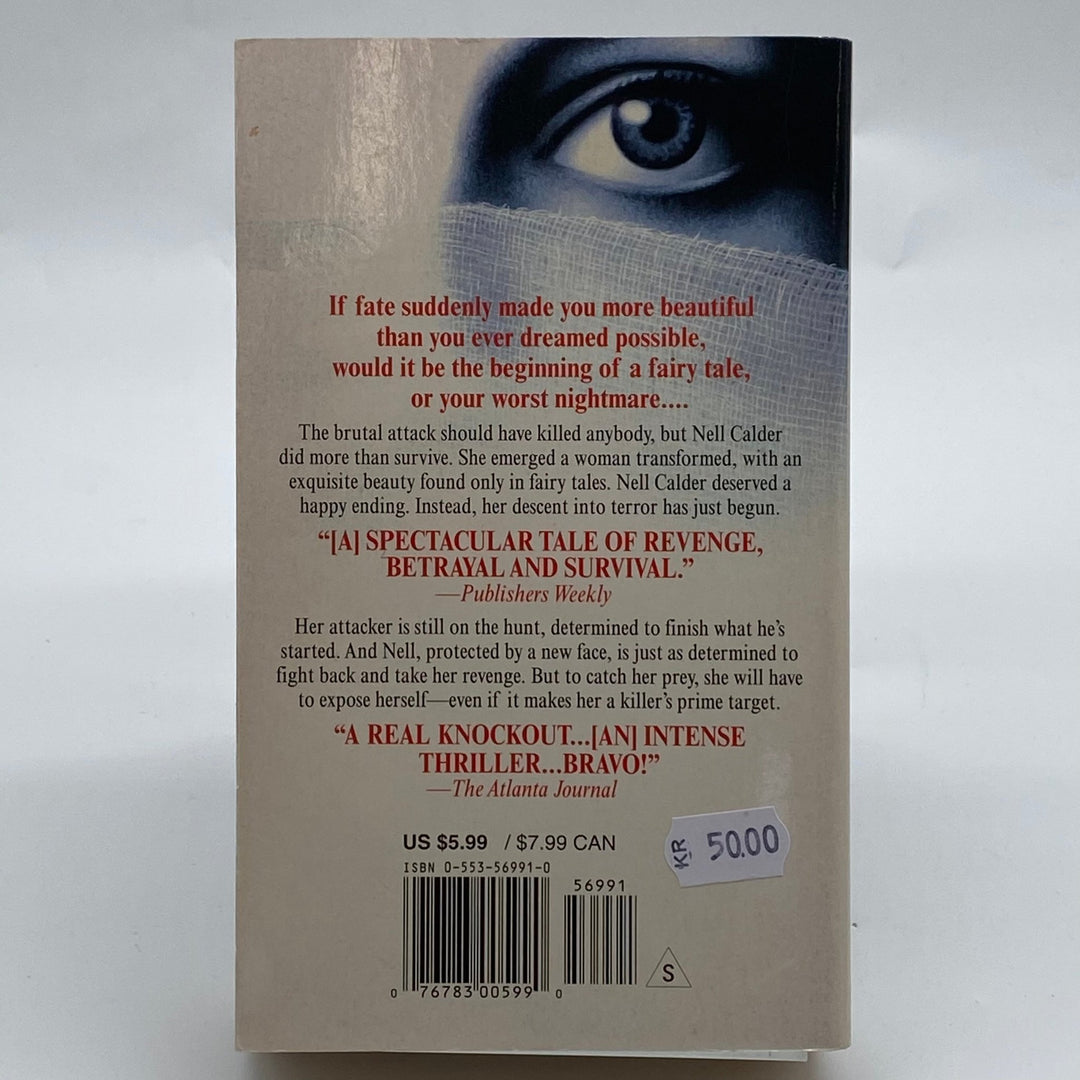 If fate suddenly made you more beautiful
than you ever dreamed possible,
would it be the beginning of a fairy tale,
or your worst nightmare....
The brutal attack should have killed anybody, but Nell Calder
did more than survive. She emerged a woman transformed, with an
exquisite beauty found only in fairy tales. Nell Calder deserved a
happy ending. Instead, her descent into terror has just begun.
“[A] SPECTACULAR TALE OF REVENGE,
BETRAYAL AND SURVIVAL.”
—Publishers Weekly
Her attacker is still on the hunt, determined to finish what he’s
started. And Nell, protected by a new face, is just as determined to
fight back and take her revenge. But to catch her prey, she will have
to expose herself—even if it makes her a killer’s prime target.
“A REAL KNOCKOUT...[AN] INTENSE
THRILLER...BRAVO!”
—The Atlanta Journal
US $5.99 / $7.99 CAN
KR 50.00
ISBN 0-553-56991-0
56991
S
0 76783 00599 0